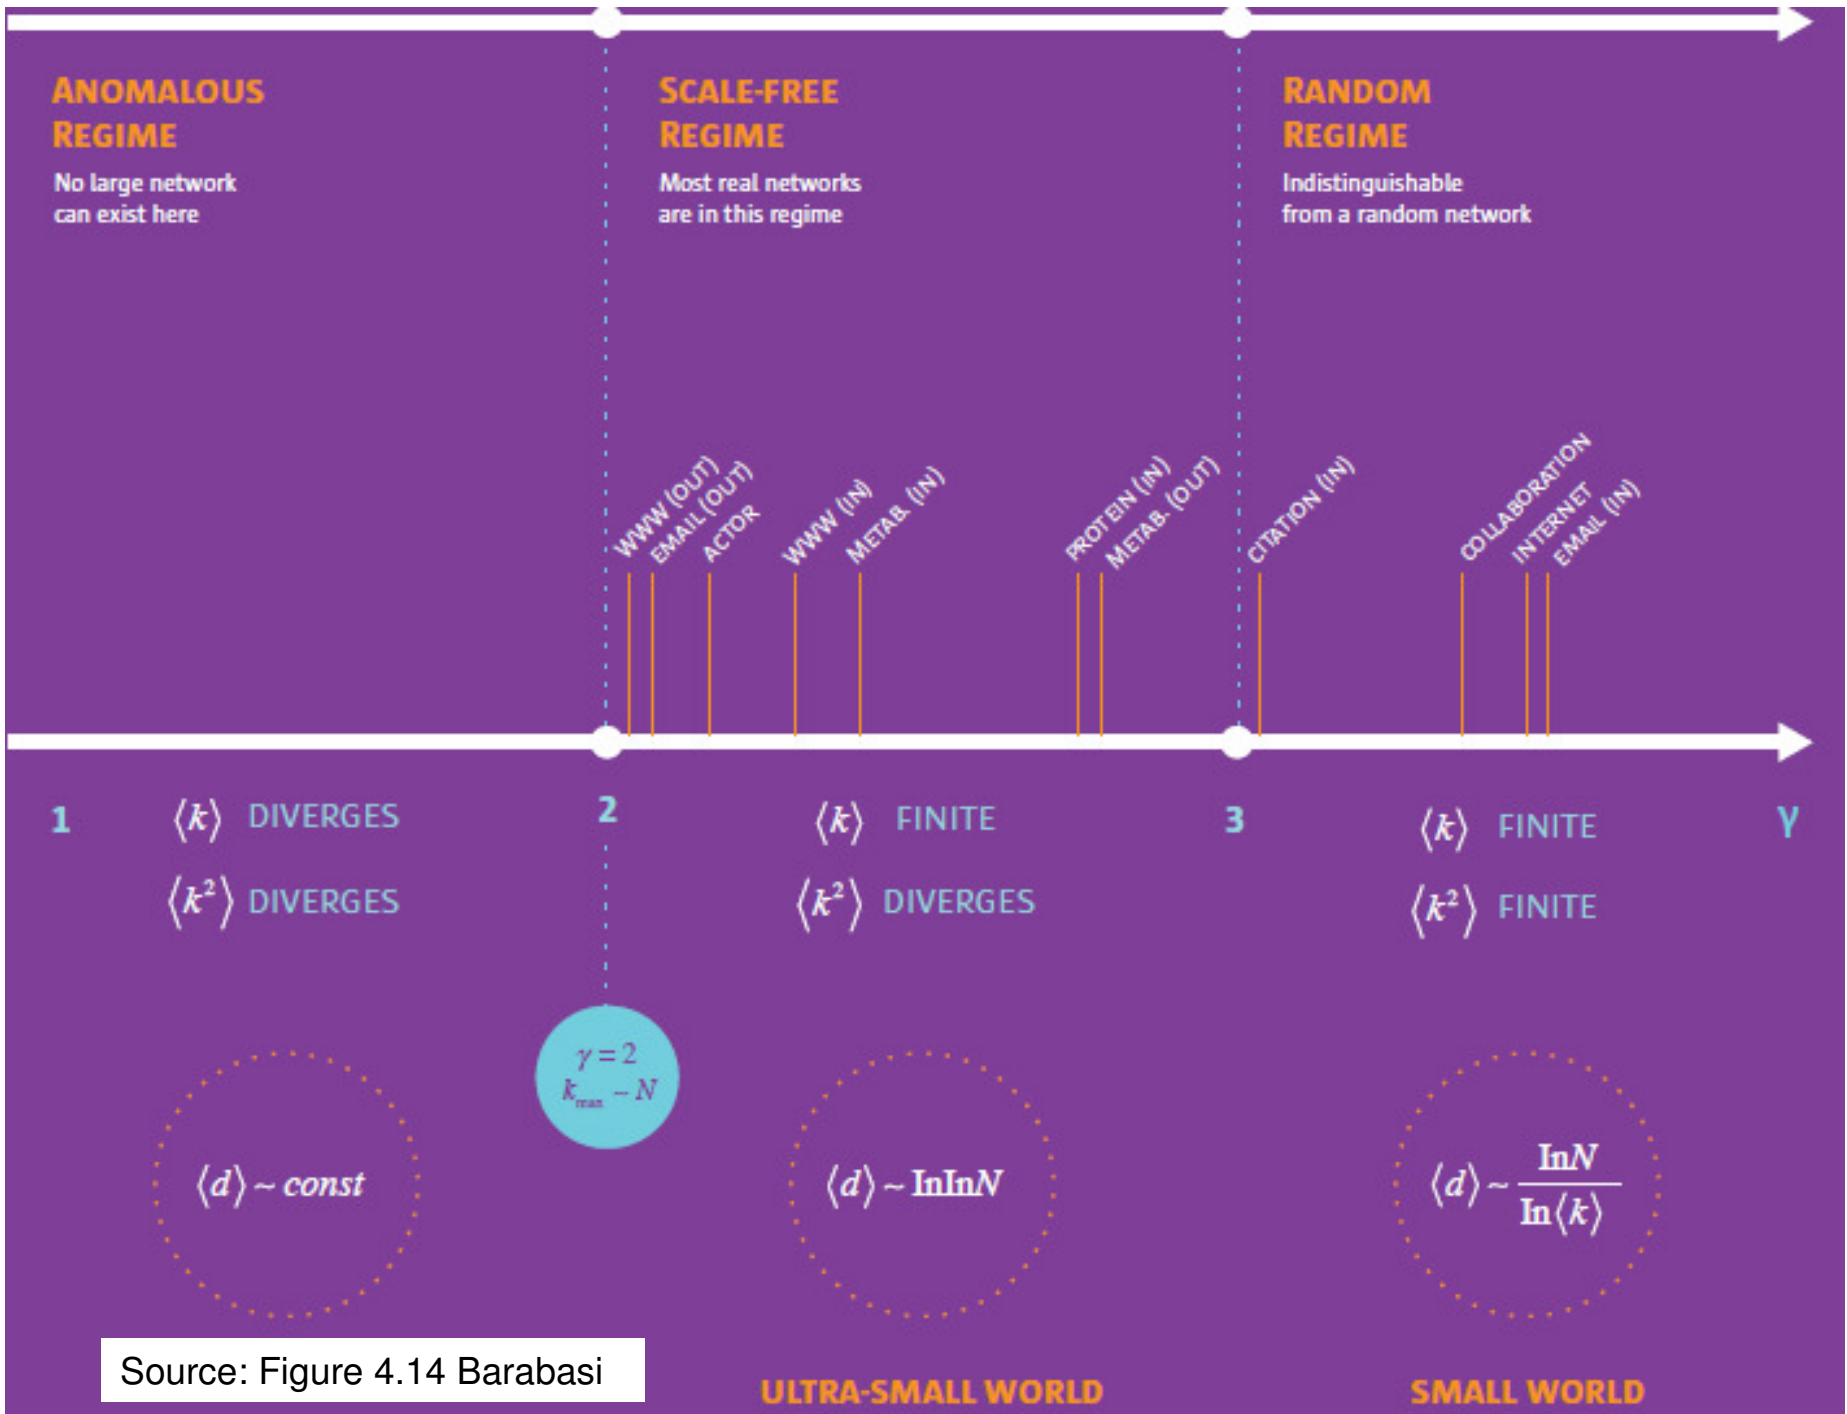 ANOMALOUS
REGIME
No large network
can exist here
SCALE-FREE
REGIME
Most real networks
are in this regime
RANDOM
REGIME
Indistinguishable
from a random network
WWW (OUT)
EMAIL (OUT)
ACTOR
WWW (IN)
METAB. (IN)
PROTEIN (IN)
METAB. (OUT)
CITATION (IN)
COLLABORATION
INTERNET
EMAIL (IN)
1
⟨k⟩ DIVERGES
⟨k²⟩ DIVERGES
2
⟨k⟩ FINITE
⟨k²⟩ DIVERGES
3
⟨k⟩ FINITE
⟨k²⟩ FINITE
γ
γ = 2
k_max ~ N
⟨d⟩ ~ const
⟨d⟩ ~ lnlnN
⟨d⟩ ~ lnN / ln⟨k⟩
Source: Figure 4.14 Barabasi
ULTRA-SMALL WORLD
SMALL WORLD